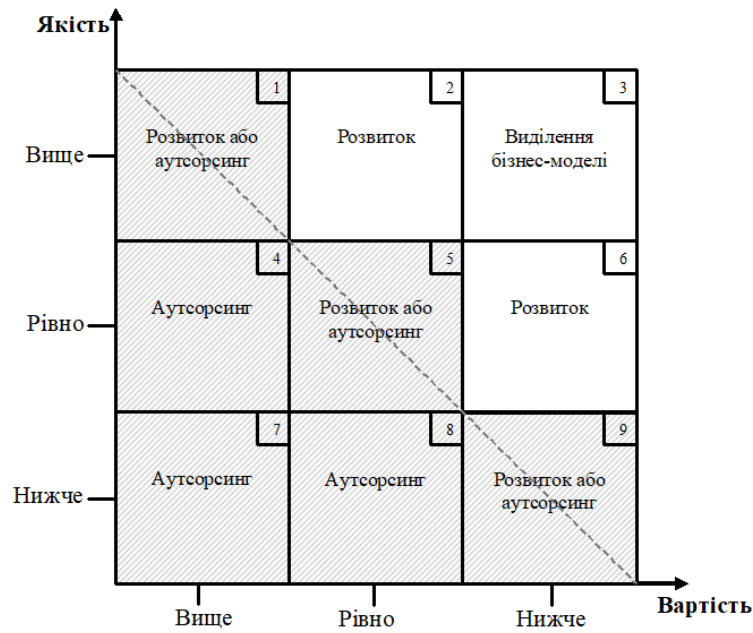 Якість
1
2
3
Вище
Розвиток або
аутсорсинг
Розвиток
Виділення
бізнес-моделі
4
5
6
Рівно
Аутсорсинг
Розвиток або
аутсорсинг
Розвиток
7
8
9
Нижче
Аутсорсинг
Аутсорсинг
Розвиток або
аутсорсинг
Вище
Рівно
Нижче
Вартість